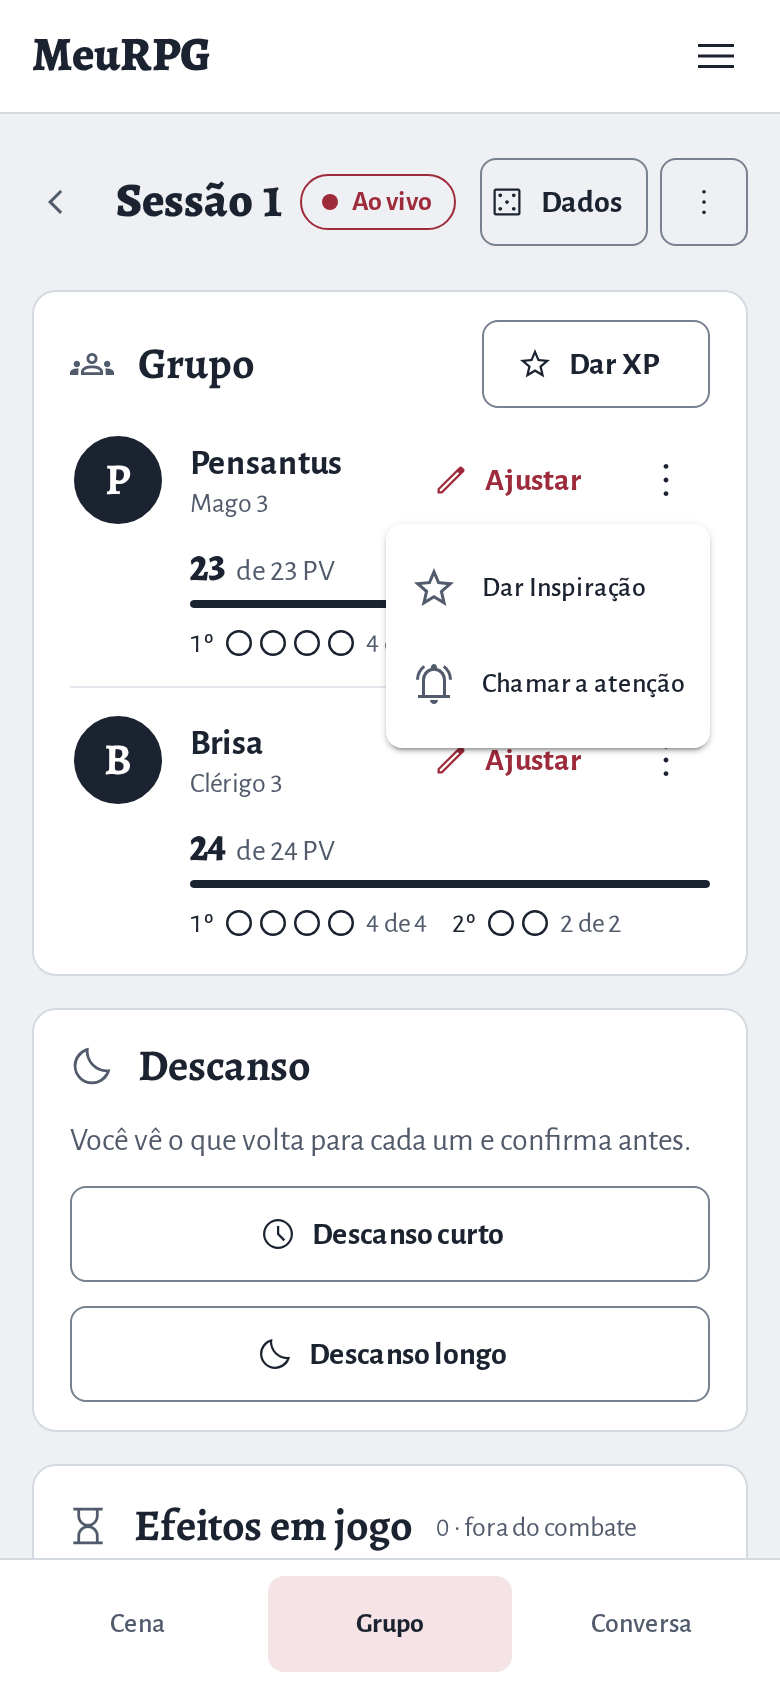 MeuRPG
Sessão 1
Ao vivo
Dados
Grupo
Dar XP
P
Pensantus
Mago 3
Ajustar
23 de 23 PV
1º
4
Dar Inspiração
Chamar a atenção
B
Brisa
Clérigo 3
Ajustar
24 de 24 PV
1º 4 de 4 2º 2 de 2
Descanso
Você vê o que volta para cada um e confirma antes.
Descanso curto
Descanso longo
Efeitos em jogo 0 · fora do combate
Cena
Grupo
Conversa